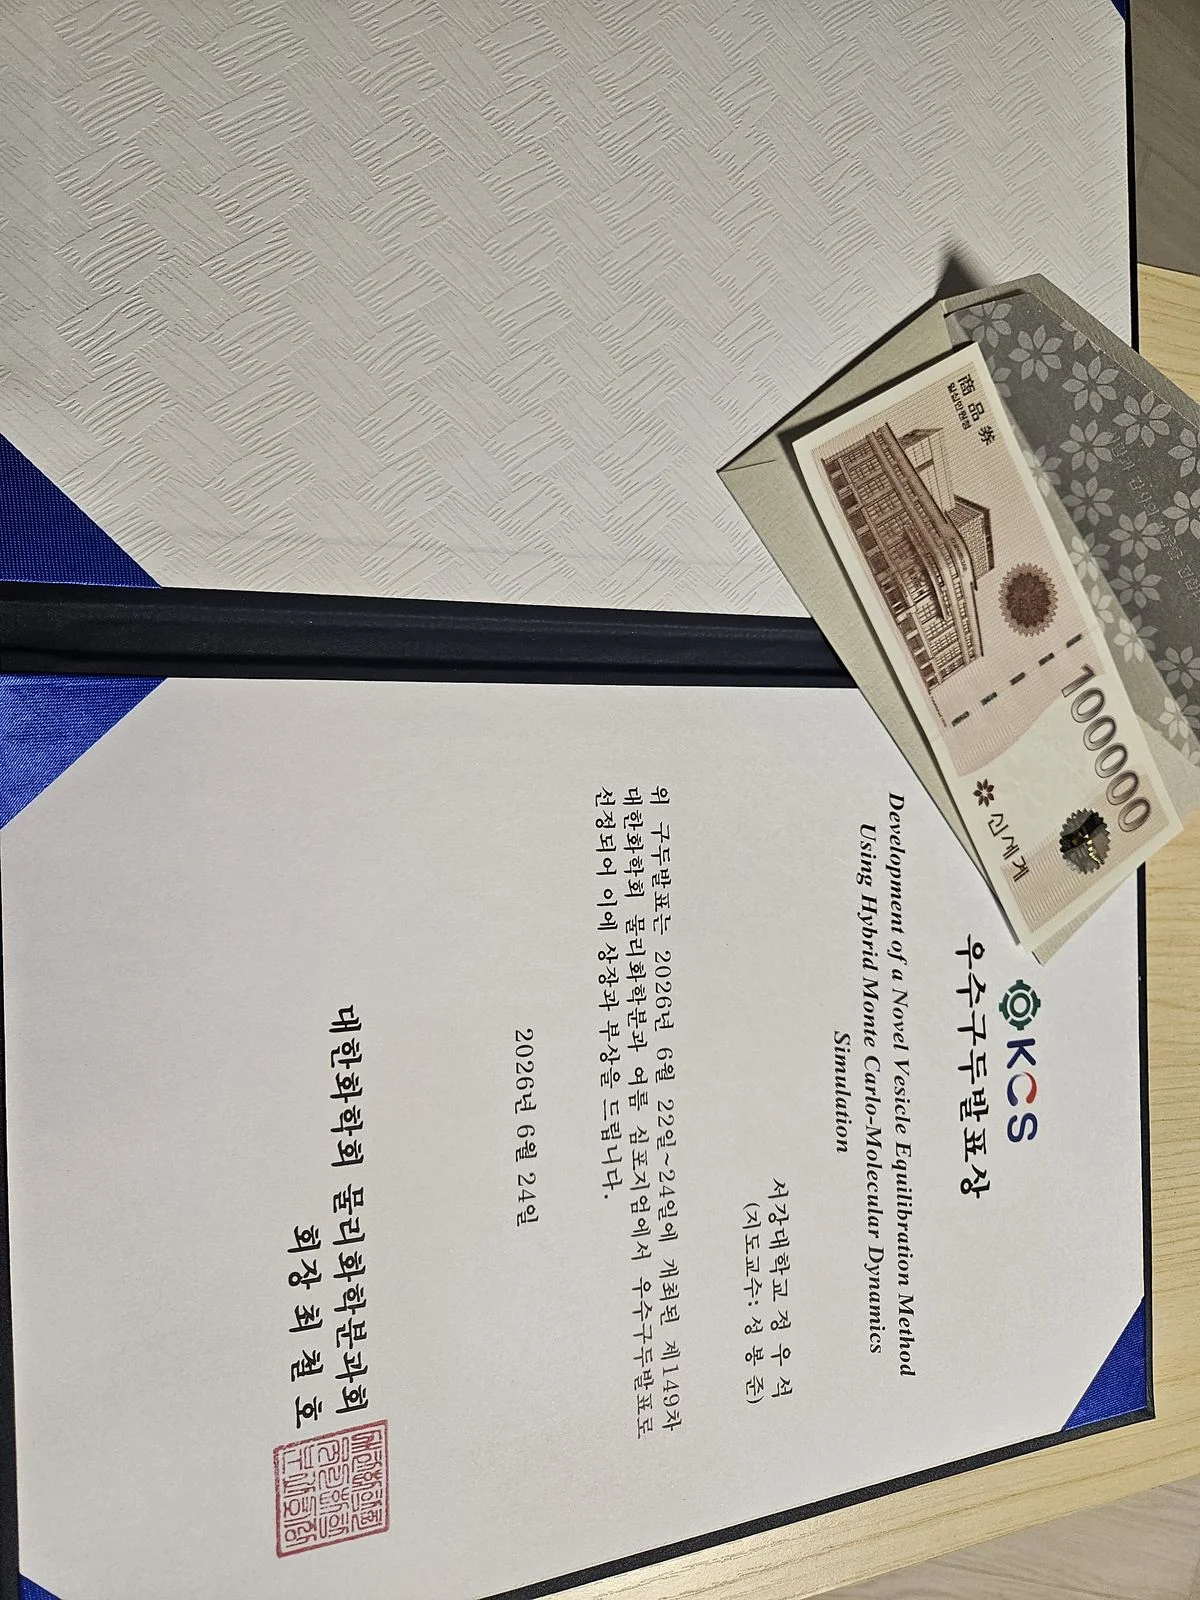 KCS
우수구두발표상
Development of a Novel Vesicle Equilibration Method
Using Hybrid Monte Carlo-Molecular Dynamics
Simulation
서강대학교 정 우 석
(지도교수: 성 봉 준)
위 구두발표는 2026년 6월 22일~24일에 개최된 제149차
대한화학회 물리화학분과 여름 심포지엄에서 우수구두발표로
선정되어 이에 상장과 부상을 드립니다.
2026년 6월 24일
대한화학회 물리화학분과회
회장 최 철 호
商品券
일십만원정
100000
신세계